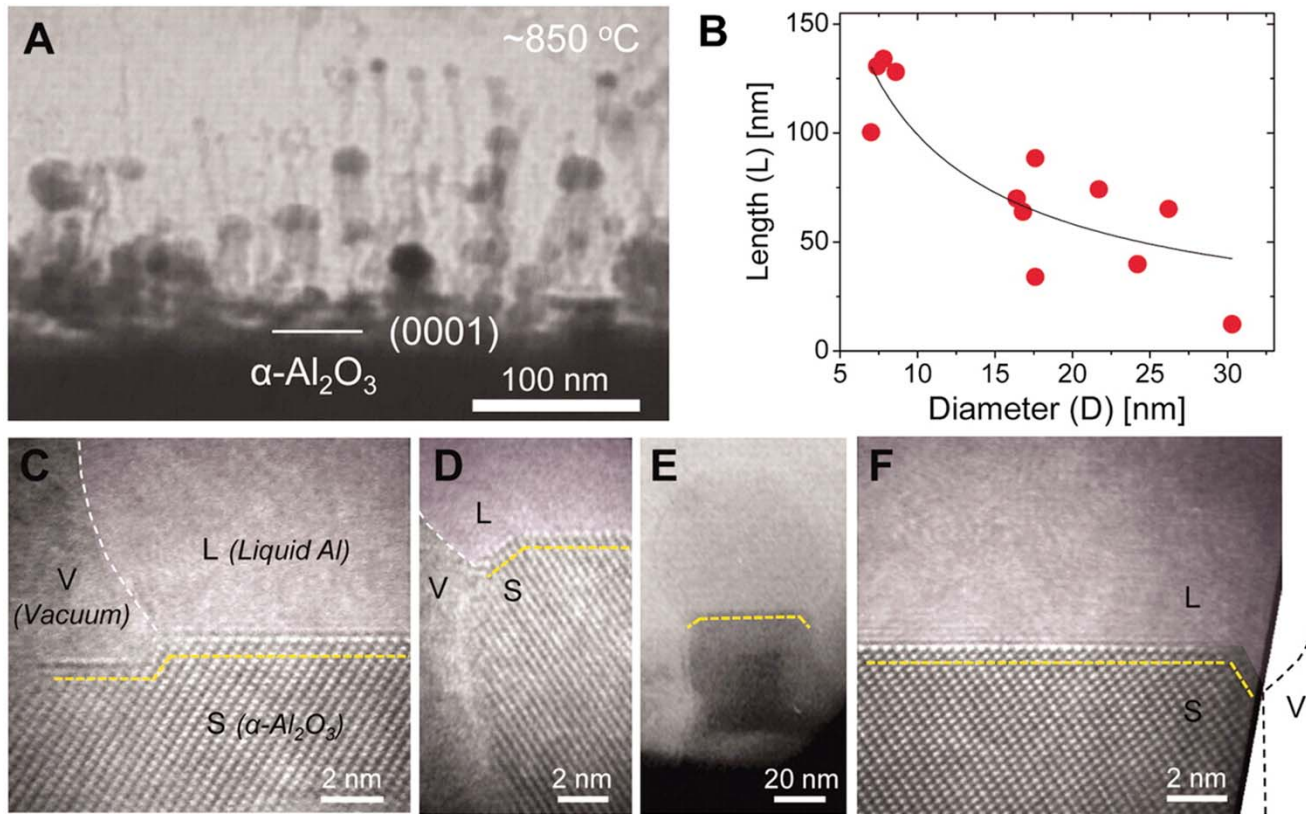 A
~850 °C
(0001)
α-Al₂O₃
100 nm
B
150
100
50
0
Length (L) [nm]
5 10 15 20 25 30
Diameter (D) [nm]
C
L (Liquid Al)
V
(Vacuum)
S (α-Al₂O₃)
2 nm
D
L
V
S
2 nm
E
20 nm
F
L
S
V
2 nm